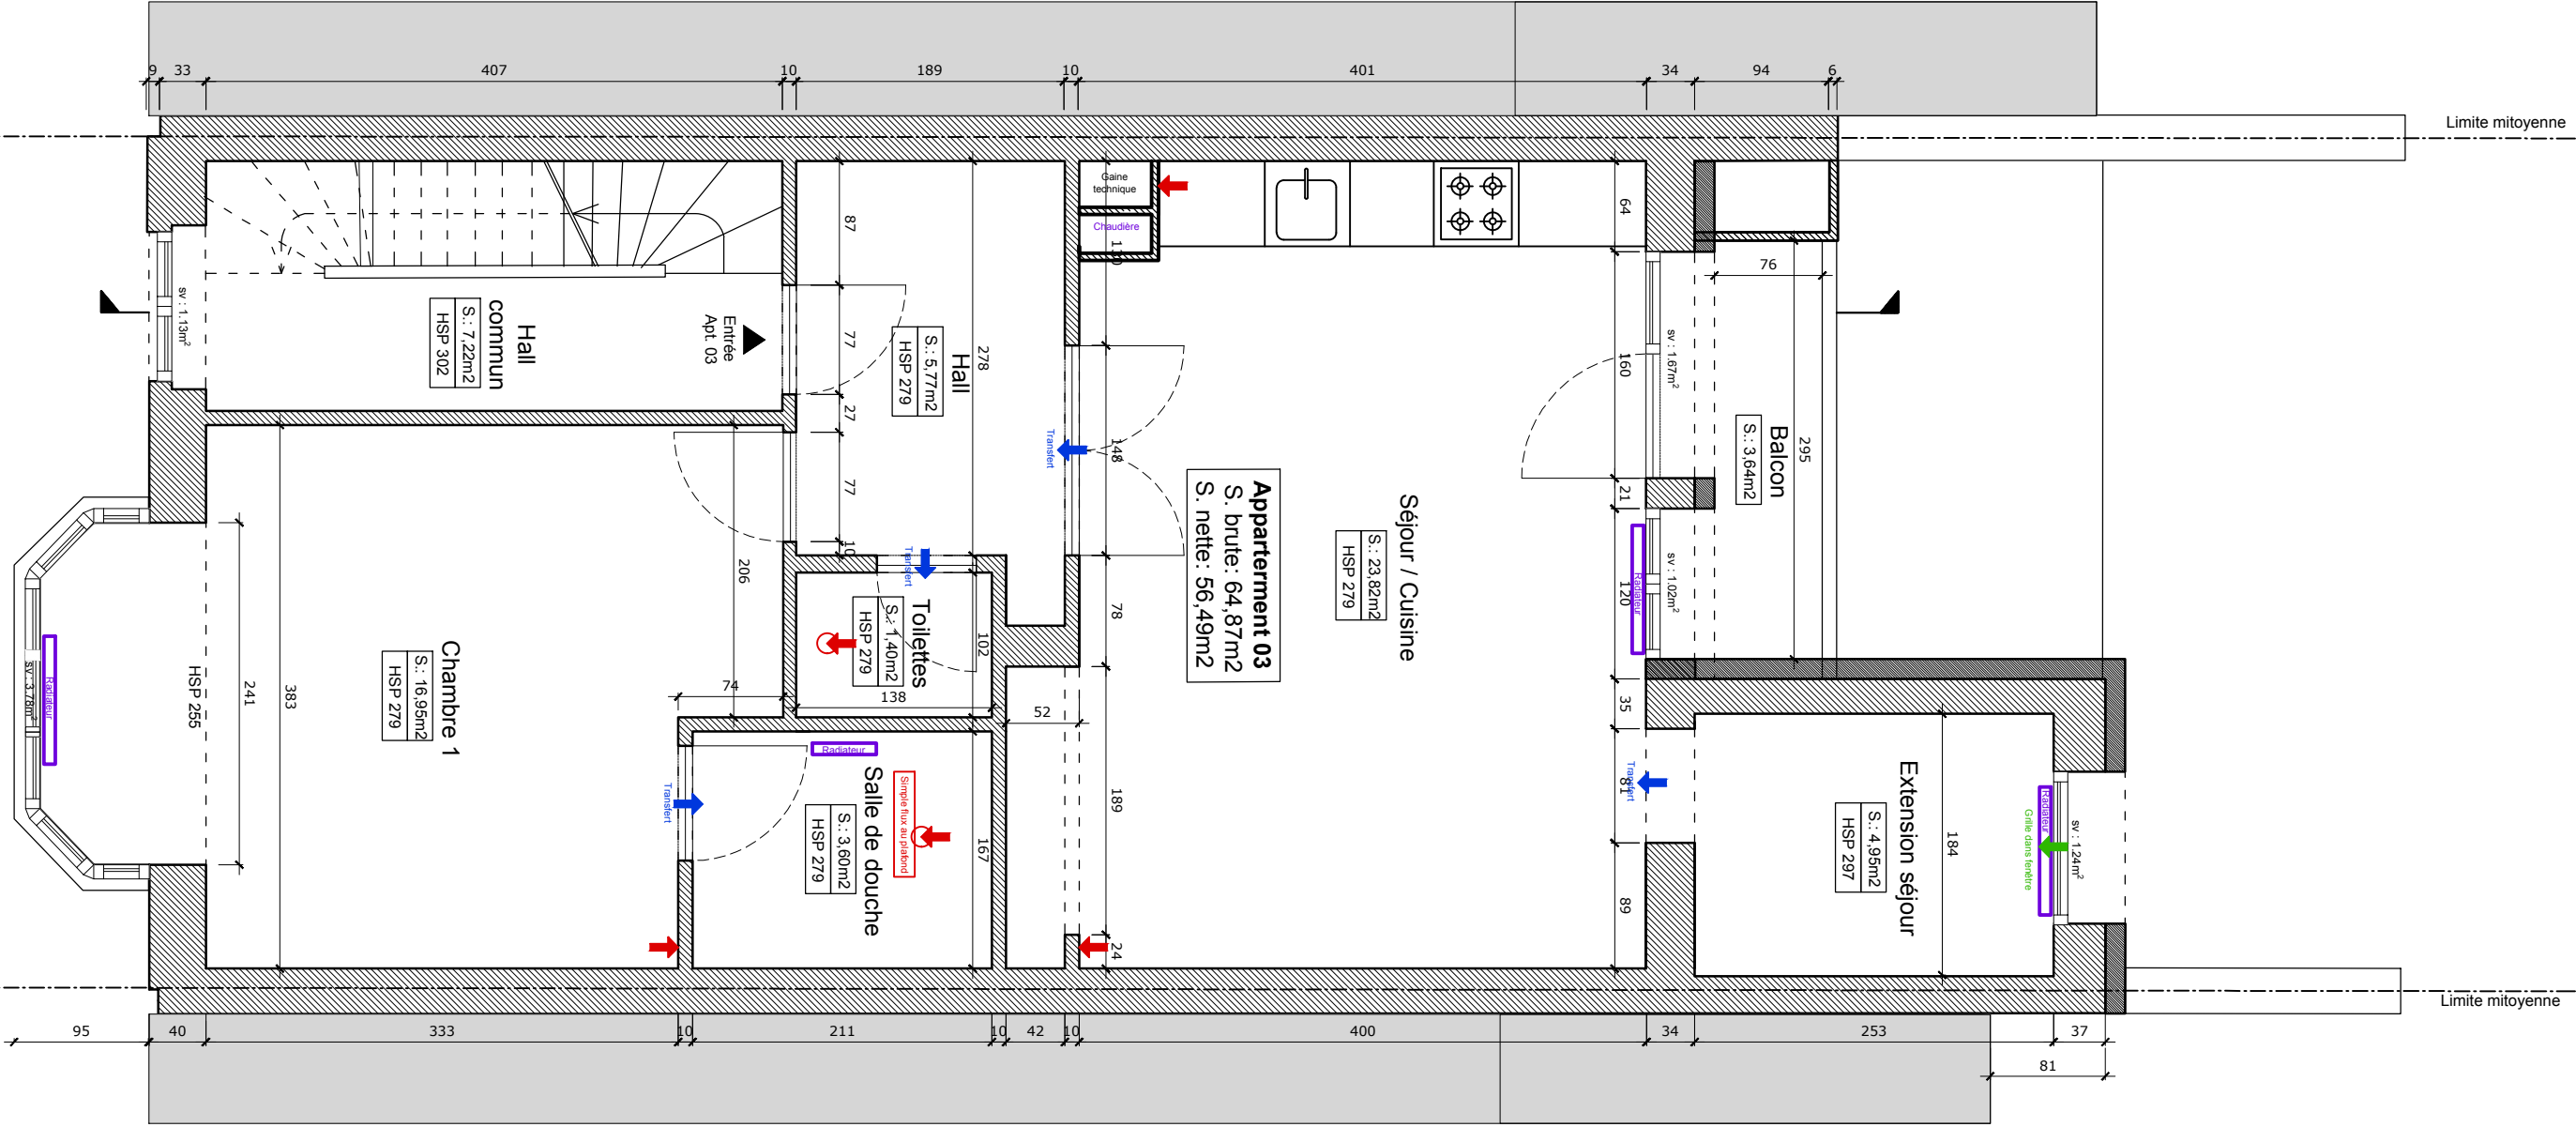 9 33 407 10 189 10 401 34 94 6
Limite mitoyenne
Gaine
technique
Chaudière
87
77
27
77
10
278
110
148
78
189
24
64
160
21
120
35
81
89
76
295
sv : 1.13m²
Hall
commun
S.: 7,22m2
HSP 302
Entrée
Apt. 03
Hall
S.: 5,77m2
HSP 279
Transfert
Appartement 03
S. brute: 64,87m2
S. nette: 56,49m2
Séjour / Cuisine
S.: 23,82m2
HSP 279
sv : 1.67m²
sv : 1.02m²
Radiateur
Balcon
S.: 3,64m2
Transfert
Toilettes
S.: 1,40m2
HSP 279
102
138
206
74
52
Chambre 1
S.: 16,95m2
HSP 279
383
241
HSP 255
Radiateur
sv : 3.78m²
Radiateur
Simple flux au plafond
Salle de douche
S.: 3,60m2
HSP 279
167
Transfert
Transfert
Extension séjour
S.: 4,95m2
HSP 297
184
Radiateur
Grille dans fenêtre
sv : 1.24m²
Limite mitoyenne
95 40 333 10 211 10 42 10 400 34 253 37
81